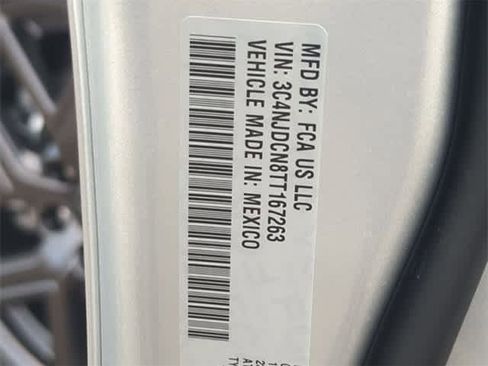 MFD BY: FCA US LLC
VIN: 3C4NJDCN8TT167263
VEHICLE MADE IN: MEXICO